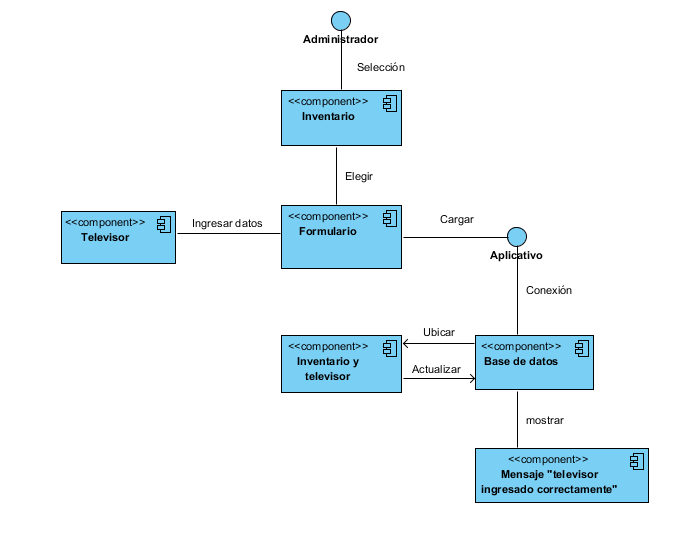 Administrador
Selección
<<component>>
Inventario
Elegir
<<component>>
Televisor
Ingresar datos
<<component>>
Formulario
Cargar
Aplicativo
Conexión
<<component>>
Inventario y
televisor
Ubicar
Actualizar
<<component>>
Base de datos
mostrar
<<component>>
Mensaje "televisor
ingresado correctamente"